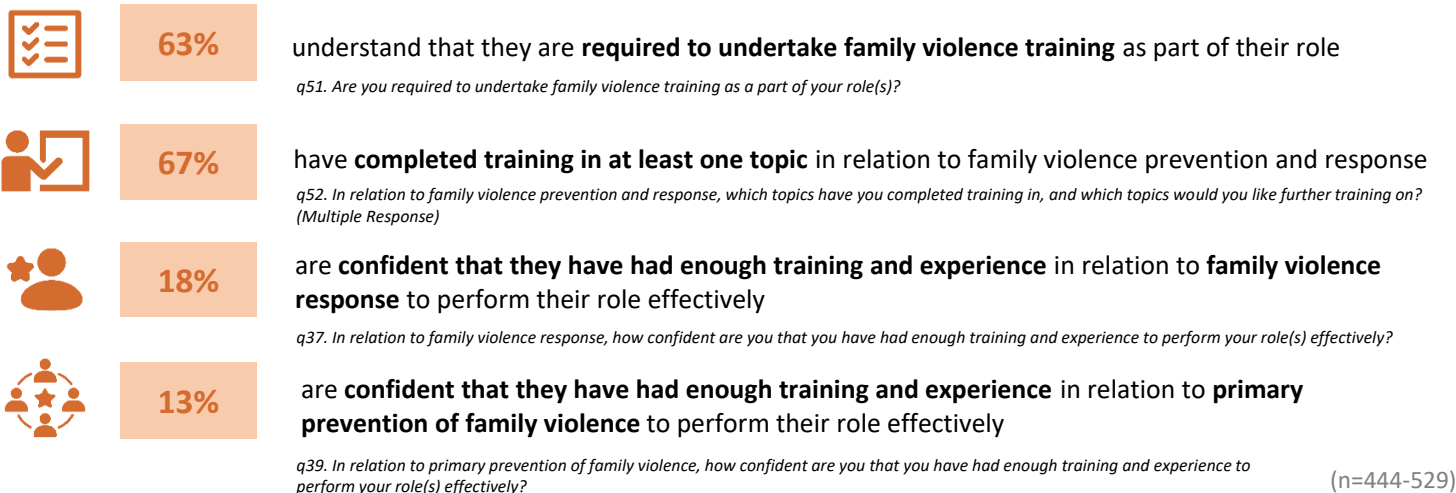 63%
understand that they are required to undertake family violence training as part of their role
q51. Are you required to undertake family violence training as a part of your role(s)?
67%
have completed training in at least one topic in relation to family violence prevention and response
q52. In relation to family violence prevention and response, which topics have you completed training in, and which topics would you like further training on?
(Multiple Response)
18%
are confident that they have had enough training and experience in relation to family violence
response to perform their role effectively
q37. In relation to family violence response, how confident are you that you have had enough training and experience to perform your role(s) effectively?
13%
are confident that they have had enough training and experience in relation to primary
prevention of family violence to perform their role effectively
q39. In relation to primary prevention of family violence, how confident are you that you have had enough training and experience to
perform your role(s) effectively?
(n=444-529)